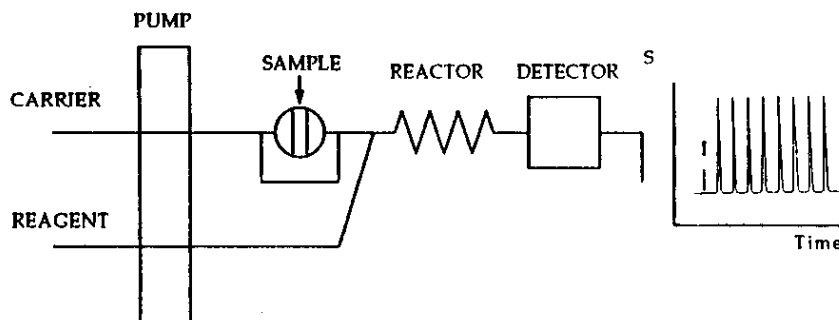 PUMP
SAMPLE
REACTOR
DETECTOR
S
CARRIER
REAGENT
Time